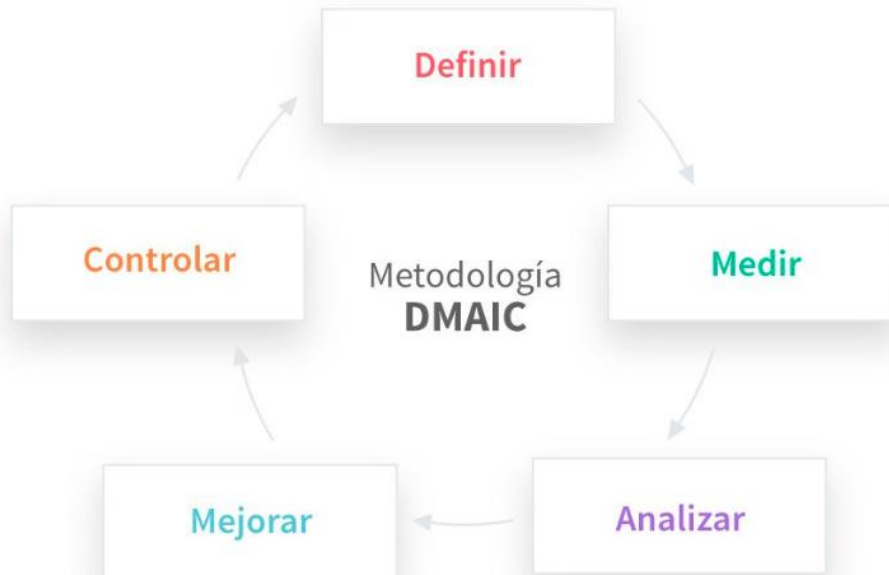 Definir
Controlar
Metodología
DMAIC
Medir
Mejorar
Analizar